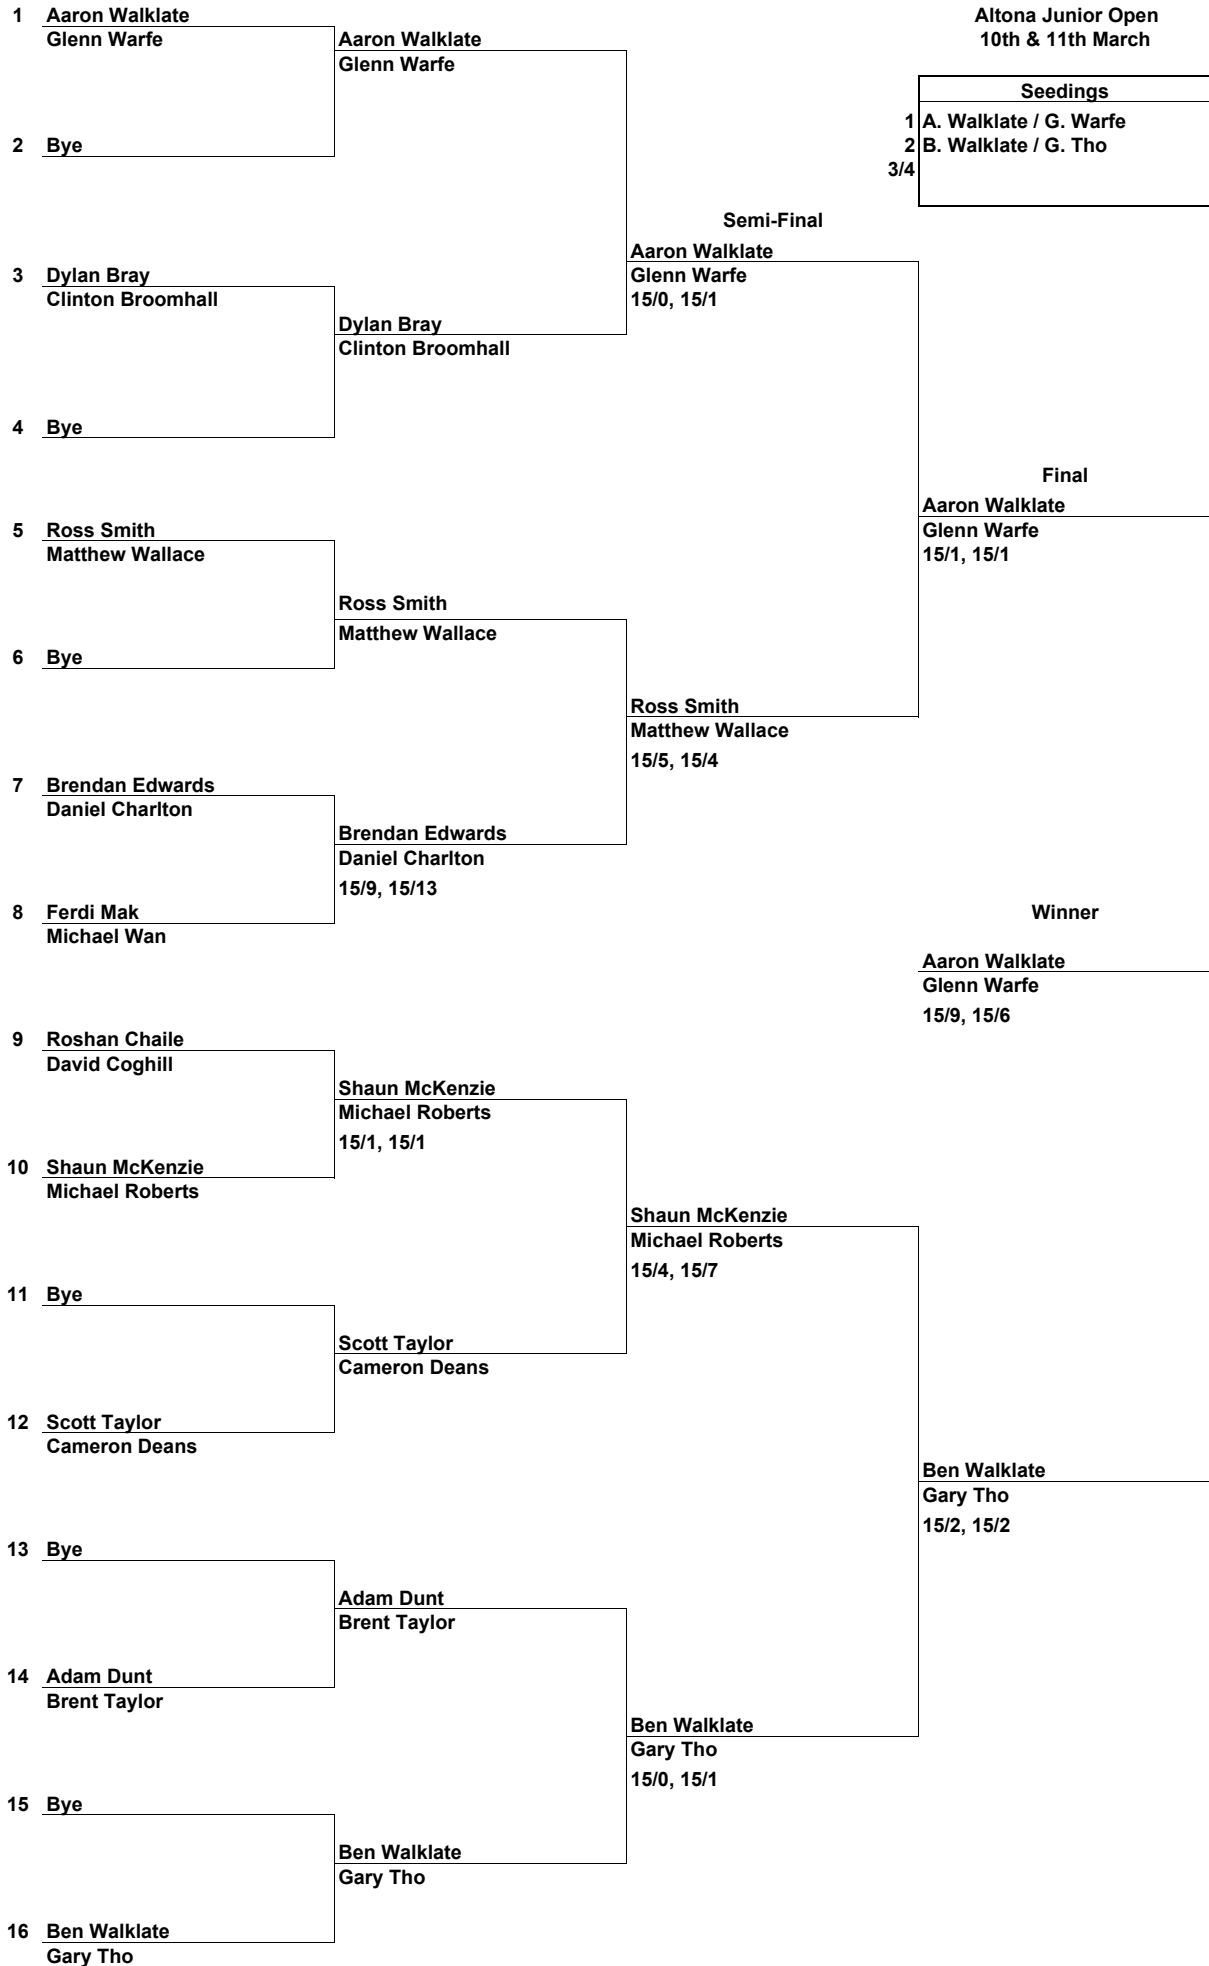 Altona Junior Open
10th & 11th March
Seedings
1 A. Walklate / G. Warfe
2 B. Walklate / G. Tho
3/4
1 Aaron Walklate
Glenn Warfe
2 Bye
3 Dylan Bray
Clinton Broomhall
4 Bye
5 Ross Smith
Matthew Wallace
6 Bye
7 Brendan Edwards
Daniel Charlton
8 Ferdi Mak
Michael Wan
9 Roshan Chaile
David Coghill
10 Shaun McKenzie
Michael Roberts
11 Bye
12 Scott Taylor
Cameron Deans
13 Bye
14 Adam Dunt
Brent Taylor
15 Bye
16 Ben Walklate
Gary Tho
Aaron Walklate
Glenn Warfe
Dylan Bray
Clinton Broomhall
Ross Smith
Matthew Wallace
Brendan Edwards
Daniel Charlton
15/9, 15/13
Shaun McKenzie
Michael Roberts
15/1, 15/1
Scott Taylor
Cameron Deans
Adam Dunt
Brent Taylor
Ben Walklate
Gary Tho
Semi-Final
Aaron Walklate
Glenn Warfe
15/0, 15/1
Ross Smith
Matthew Wallace
15/5, 15/4
Shaun McKenzie
Michael Roberts
15/4, 15/7
Ben Walklate
Gary Tho
15/0, 15/1
Final
Aaron Walklate
Glenn Warfe
15/1, 15/1
Winner
Aaron Walklate
Glenn Warfe
15/9, 15/6
Ben Walklate
Gary Tho
15/2, 15/2